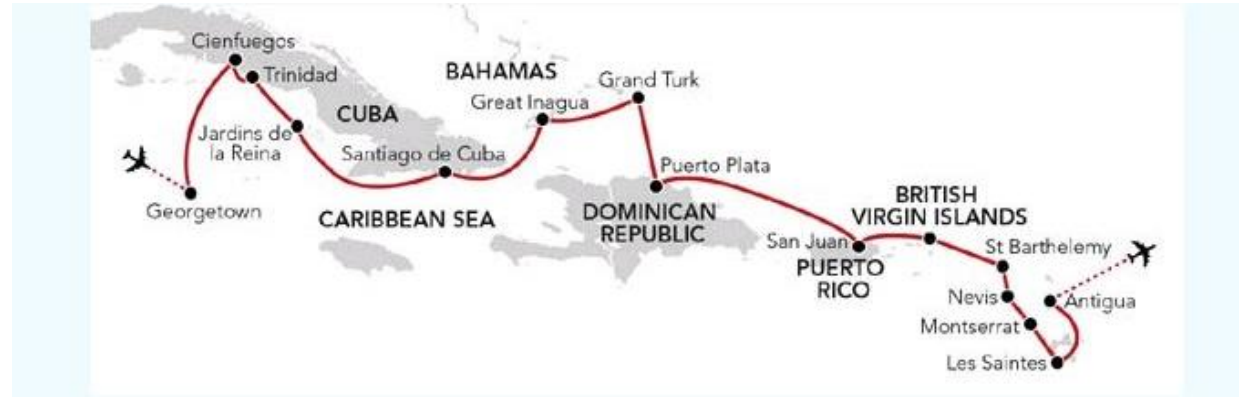 Cienfuegos
Trinidad
BAHAMAS
Grand Turk
Great Inagua
CUBA
Jardins de
la Reina
Santiago de Cuba
Puerto Plata
Georgetown
CARIBBEAN SEA
DOMINICAN
REPUBLIC
BRITISH
VIRGIN ISLANDS
San Juan
PUERTO
RICO
St Barthelemy
Nevis
Antigua
Montserrat
Les Saintes